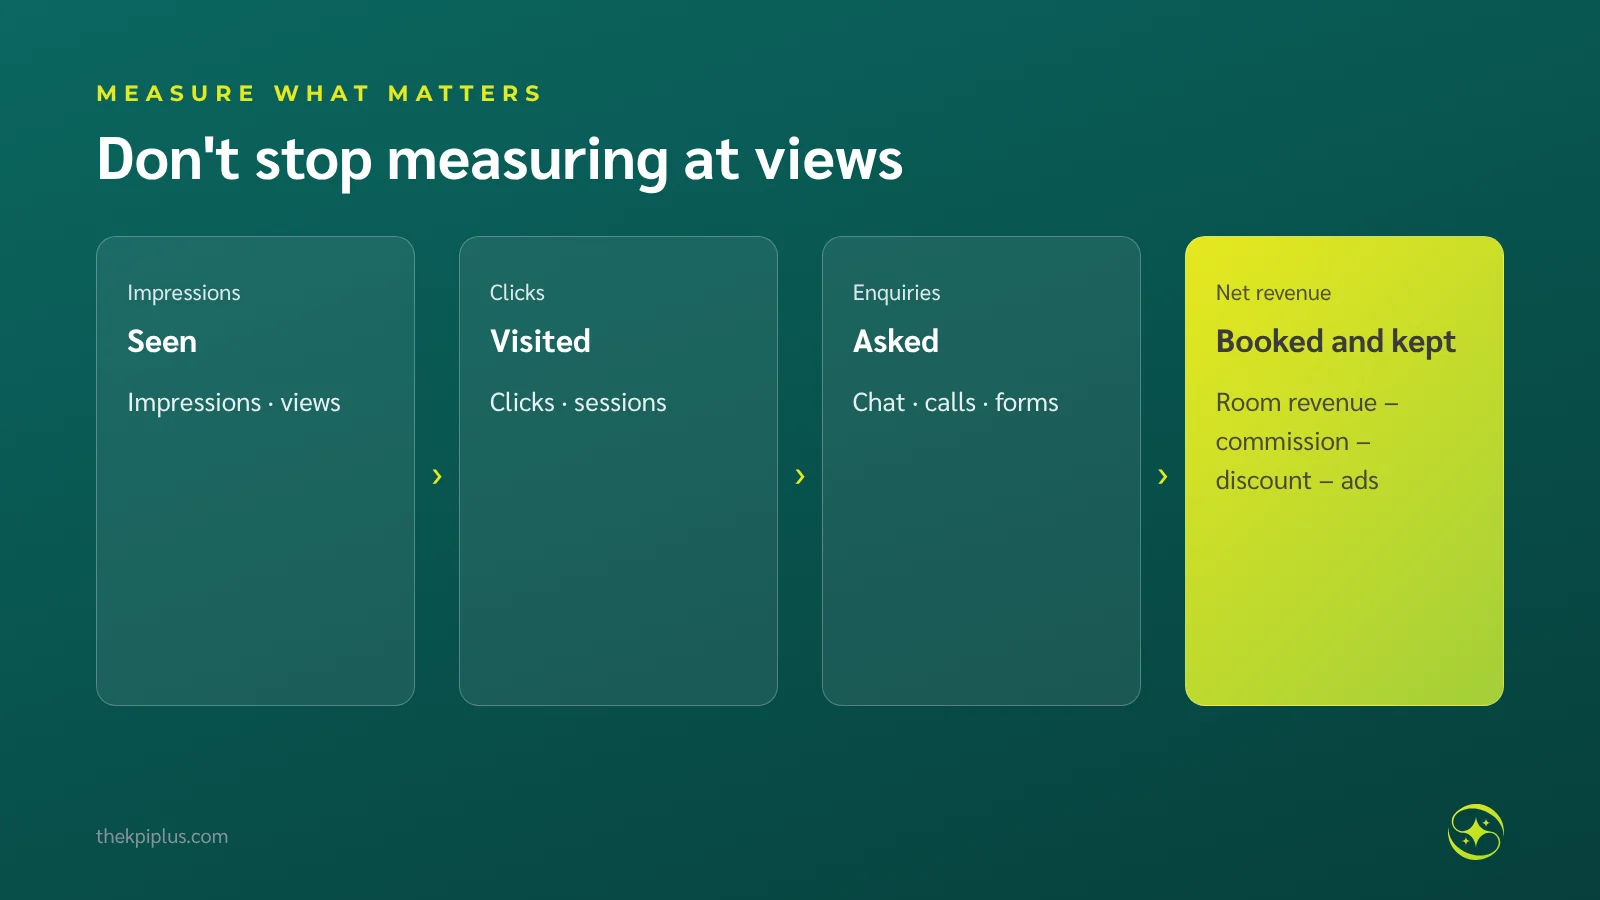 MEASURE WHAT MATTERS
Don't stop measuring at views
Impressions
Seen
Impressions · views
›
Clicks
Visited
Clicks · sessions
›
Enquiries
Asked
Chat · calls · forms
›
Net revenue
Booked and kept
Room revenue –
commission –
discount – ads
thekpiplus.com